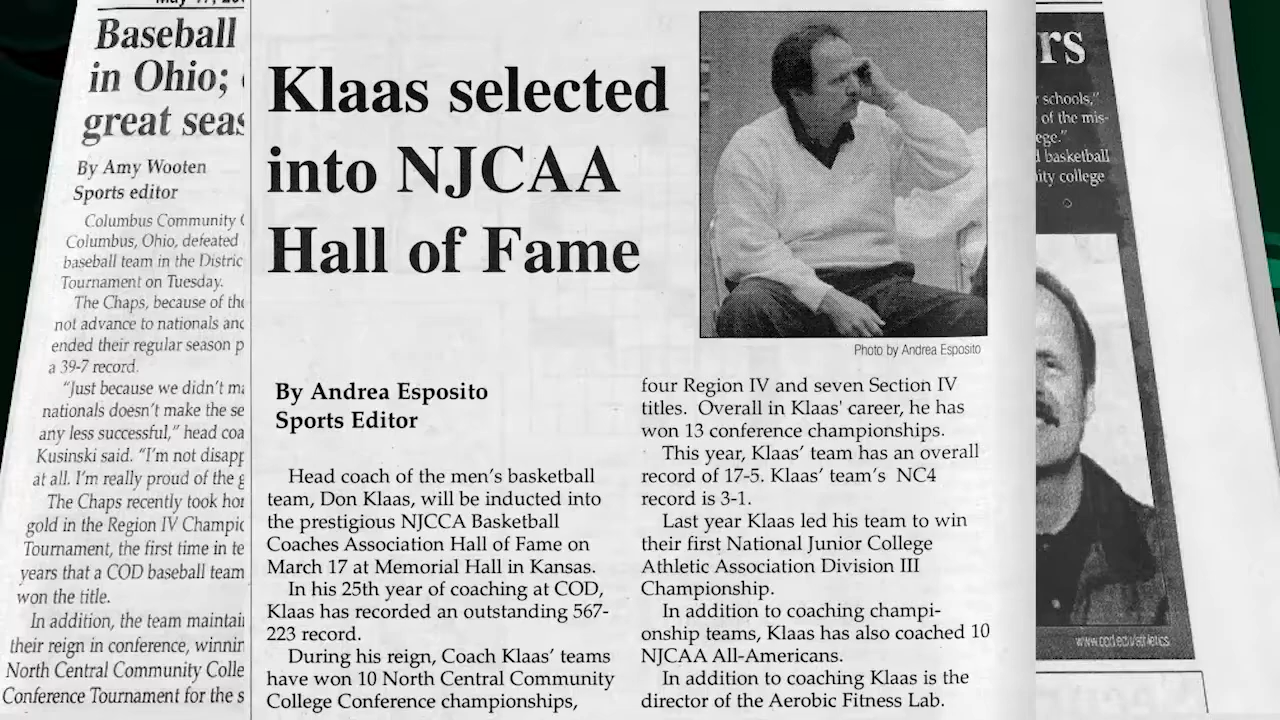 Baseball
in Ohio;
great seas
By Amy Wooten
Sports editor
Columbus Community
Columbus, Ohio, defeated
baseball team in the Distric
Tournament on Tuesday.
The Chaps, because of the
not advance to nationals and
ended their regular season
a 39-7 record.
"Just because we didn't
nationals doesn't make the se
any less successful," head coa
Kusinski said. "I'm not disapp
at all. I'm really proud of the
The Chaps recently took
gold in the Region IV Champic
Tournament, the first time in te
years that a COD baseball team
won the title.
In addition, the team maintai
their reign in conference, winnin
North Central Community Colle
Conference Tournament for the s
Klaas selected
into NJCAA
Hall of Fame
Photo by Andrea Esposito
By Andrea Esposito
Sports Editor
Head coach of the men's basketball
team, Don Klaas, will be inducted into
the prestigious NJCCA Basketball
Coaches Association Hall of Fame on
March 17 at Memorial Hall in Kansas.
In his 25th year of coaching at COD,
Klaas has recorded an outstanding 567-
223 record.
During his reign, Coach Klaas' teams
have won 10 North Central Community
College Conference championships,
four Region IV and seven Section IV
titles. Overall in Klaas' career, he has
won 13 conference championships.
This year, Klaas' team has an overall
record of 17-5. Klaas' team's NC4
record is 3-1.
Last year Klaas led his team to win
their first National Junior College
Athletic Association Division III
Championship.
In addition to coaching champi-
onship teams, Klaas has also coached 10
NJCAA All-Americans.
In addition to coaching Klaas is the
director of the Aerobic Fitness Lab.
rs
r schools,"
of the mis-
ege."
d basketball
ity college
www.cod.edu/athletics